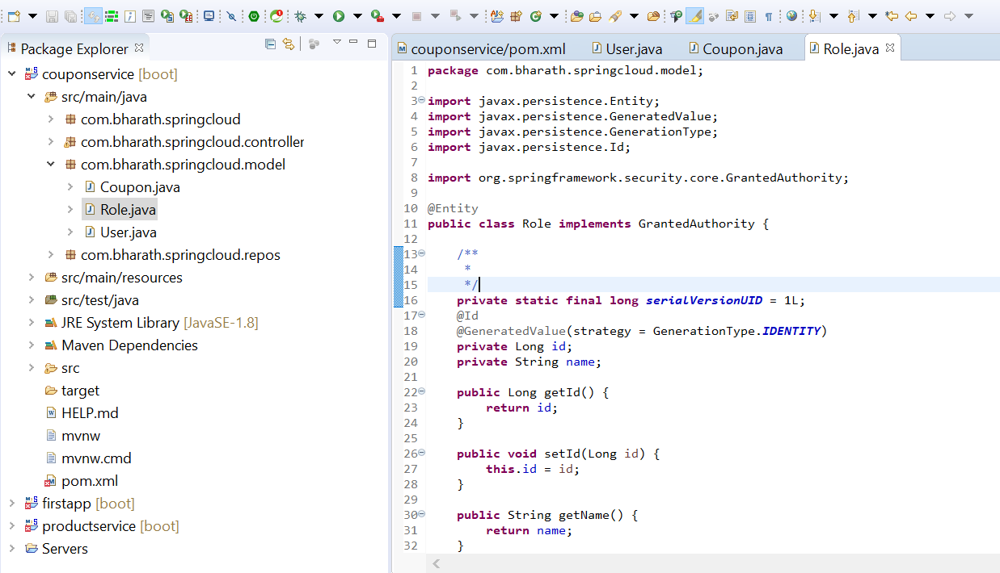 Package Explorer
couponservice [boot]
src/main/java
com.bharath.springcloud
com.bharath.springcloud.controller
com.bharath.springcloud.model
Coupon.java
Role.java
User.java
com.bharath.springcloud.repos
src/main/resources
src/test/java
JRE System Library [JavaSE-1.8]
Maven Dependencies
src
target
HELP.md
mvnw
mvnw.cmd
pom.xml
firstapp [boot]
productservice [boot]
Servers
couponservice/pom.xml
User.java
Coupon.java
Role.java
1 package com.bharath.springcloud.model;
2
3 import javax.persistence.Entity;
4 import javax.persistence.GeneratedValue;
5 import javax.persistence.GenerationType;
6 import javax.persistence.Id;
7
8 import org.springframework.security.core.GrantedAuthority;
9
10 @Entity
11 public class Role implements GrantedAuthority {
12
13 /**
14 *
15 */
16 private static final long serialVersionUID = 1L;
17 @Id
18 @GeneratedValue(strategy = GenerationType.IDENTITY)
19 private Long id;
20 private String name;
21
22 public Long getId() {
23 return id;
24 }
25
26 public void setId(Long id) {
27 this.id = id;
28 }
29
30 public String getName() {
31 return name;
32 }